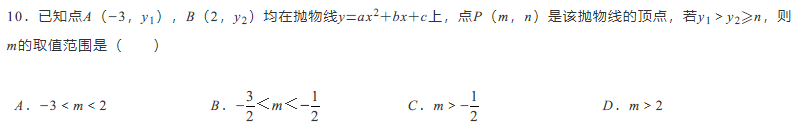 10．已知点A（−3，y₁），B（2，y₂）均在抛物线y=ax²+bx+c上，点P（m，n）是该抛物线的顶点，若y₁＞y₂⩾n，则
m的取值范围是（　　）
A．−3＜m＜2　　B．−3/2＜m＜−1/2　　C．m＞−1/2　　D．m＞2